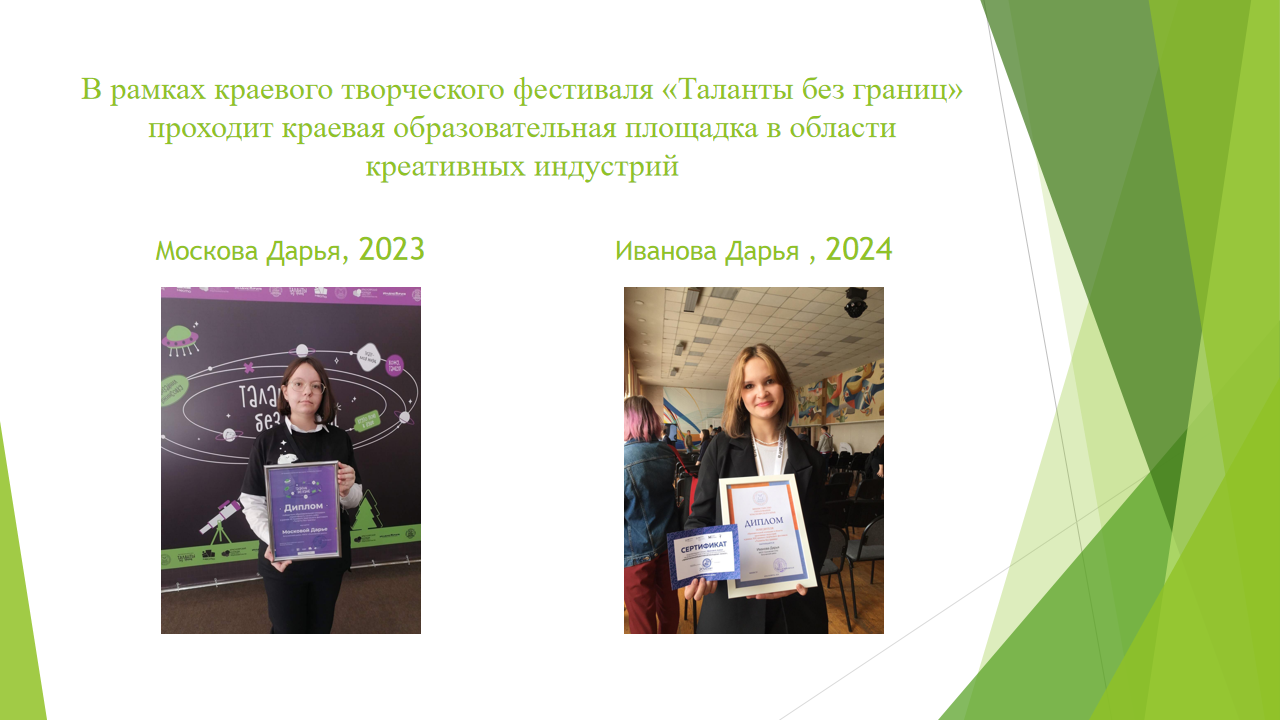 В рамках краевого творческого фестиваля «Таланты без границ»
проходит краевая образовательная площадка в области
креативных индустрий
Москова Дарья, 2023
Иванова Дарья , 2024
ДИПЛОМ
Московой Дарье
СЕРТИФИКАТ
ДИПЛОМ